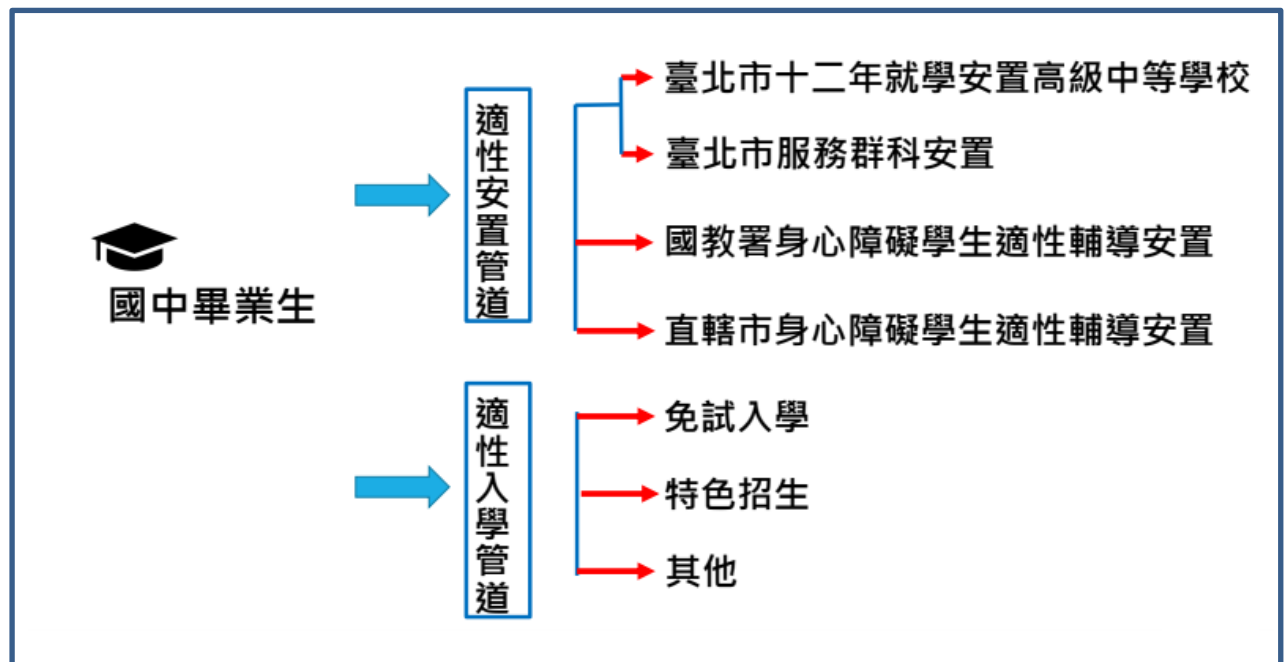 國中畢業生
適性安置管道
臺北市十二年就學安置高級中等學校
臺北市服務群科安置
國教署身心障礙學生適性輔導安置
直轄市身心障礙學生適性輔導安置
適性入學管道
免試入學
特色招生
其他